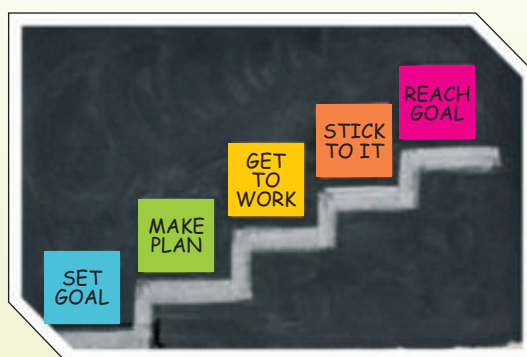 SET
GOAL
MAKE
PLAN
GET
TO
WORK
STICK
TO IT
REACH
GOAL